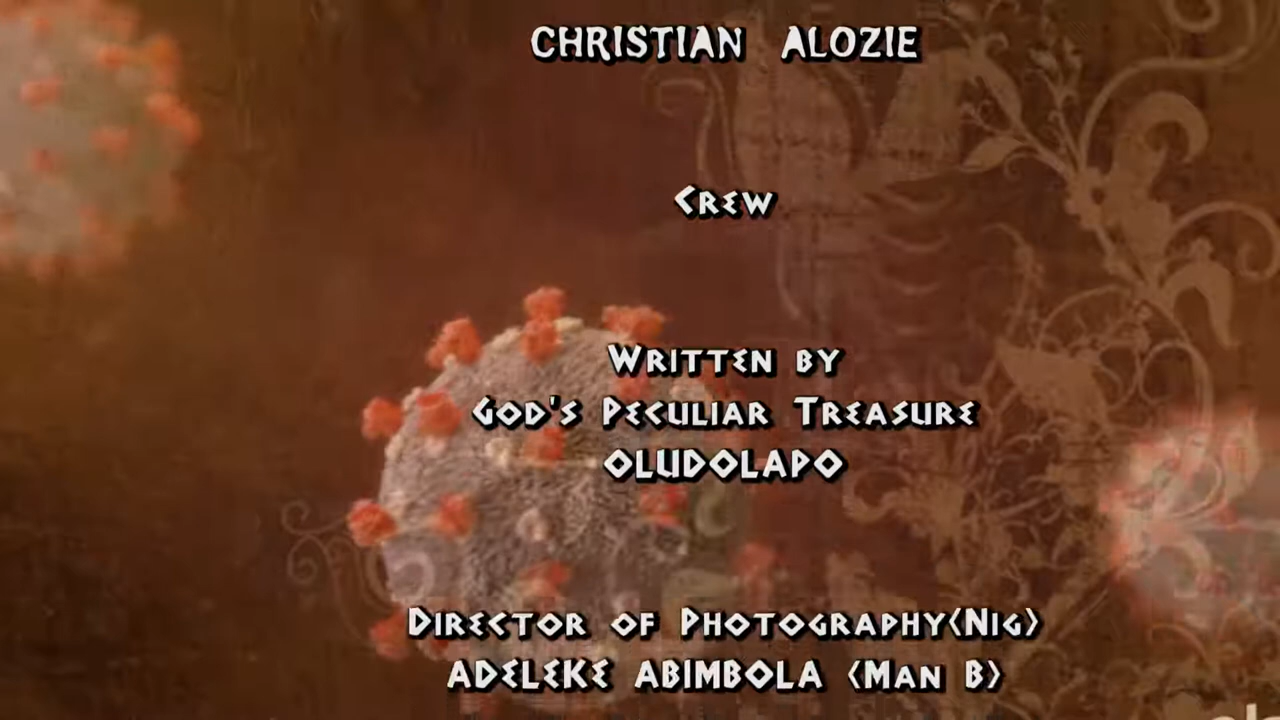 CHRISTIAN ALOZIE
CREW
WRITTEN BY
GOD'S PECULIAR TREASURE
OLUDOLAPO
DIRECTOR OF PHOTOGRAPHY(NIG)
ADELEKE ABIMBOLA (MAN B)